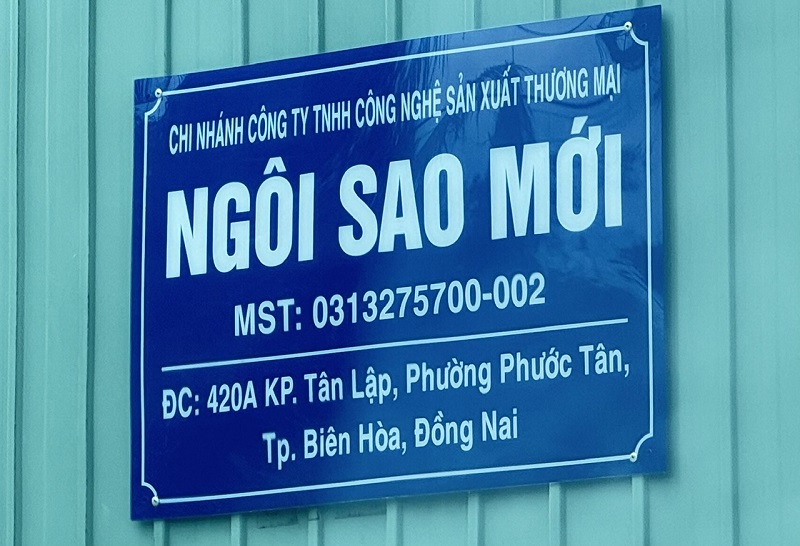 CHI NHÁNH CÔNG TY TNHH CÔNG NGHỆ SẢN XUẤT THƯƠNG MẠI
NGÔI SAO MỚI
MST: 0313275700-002
ĐC: 420A KP. Tân Lập, Phường Phước Tân,
Tp. Biên Hòa, Đồng Nai